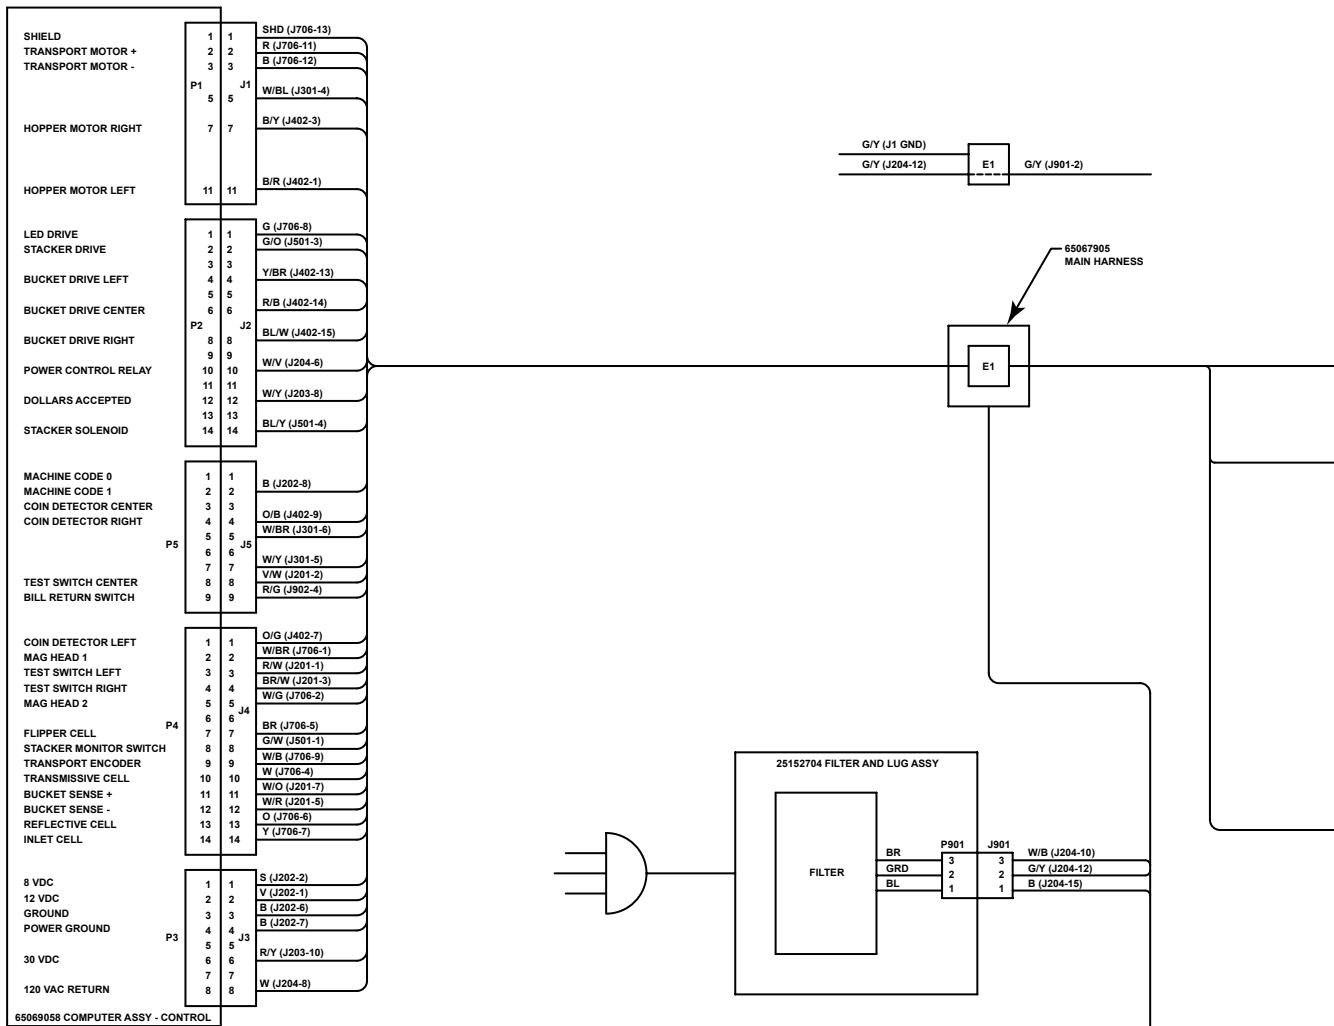 SHIELD 1 1 SHD (J706-13)
TRANSPORT MOTOR + 2 2 R (J706-11)
TRANSPORT MOTOR - 3 3 B (J706-12)
P1 J1
5 5 W/BL (J301-4)
HOPPER MOTOR RIGHT 7 7 B/Y (J402-3)
HOPPER MOTOR LEFT 11 11 B/R (J402-1)
LED DRIVE 1 1 G (J706-8)
STACKER DRIVE 2 2 G/O (J501-3)
3 3
BUCKET DRIVE LEFT 4 4 Y/BR (J402-13)
5 5
BUCKET DRIVE CENTER 6 6 R/B (J402-14)
P2 J2
BUCKET DRIVE RIGHT 8 8 BL/W (J402-15)
9 9
POWER CONTROL RELAY 10 10 W/V (J204-6)
11 11
DOLLARS ACCEPTED 12 12 W/Y (J203-8)
13 13
STACKER SOLENOID 14 14 BL/Y (J501-4)
MACHINE CODE 0 1 1
MACHINE CODE 1 2 2 B (J202-8)
COIN DETECTOR CENTER 3 3
COIN DETECTOR RIGHT 4 4 O/B (J402-9)
5 5 W/BR (J301-6)
P5 J5
6 6
7 7 W/Y (J301-5)
TEST SWITCH CENTER 8 8 V/W (J201-2)
BILL RETURN SWITCH 9 9 R/G (J902-4)
COIN DETECTOR LEFT 1 1 O/G (J402-7)
MAG HEAD 1 2 2 W/BR (J706-1)
TEST SWITCH LEFT 3 3 R/W (J201-1)
TEST SWITCH RIGHT 4 4 BR/W (J201-3)
MAG HEAD 2 5 5 W/G (J706-2)
P4 6 6 J4
FLIPPER CELL 7 7 BR (J706-5)
STACKER MONITOR SWITCH 8 8 G/W (J501-1)
TRANSPORT ENCODER 9 9 W/B (J706-9)
TRANSMISSIVE CELL 10 10 W (J706-4)
BUCKET SENSE + 11 11 W/O (J201-7)
BUCKET SENSE - 12 12 W/R (J201-5)
REFLECTIVE CELL 13 13 O (J706-6)
INLET CELL 14 14 Y (J706-7)
8 VDC 1 1 S (J202-2)
12 VDC 2 2 V (J202-1)
GROUND 3 3 B (J202-6)
POWER GROUND 4 4 B (J202-7)
P3 J3
5 5
30 VDC 6 6 R/Y (J203-10)
7 7
120 VAC RETURN 8 8 W (J204-8)
65069058 COMPUTER ASSY - CONTROL
G/Y (J1 GND)
G/Y (J204-12) E1 G/Y (J901-2)
65067905
MAIN HARNESS
E1
25152704 FILTER AND LUG ASSY
P901 J901
FILTER
BR 3 3 W/B (J204-10)
GRD 2 2 G/Y (J204-12)
BL 1 1 B (J204-15)